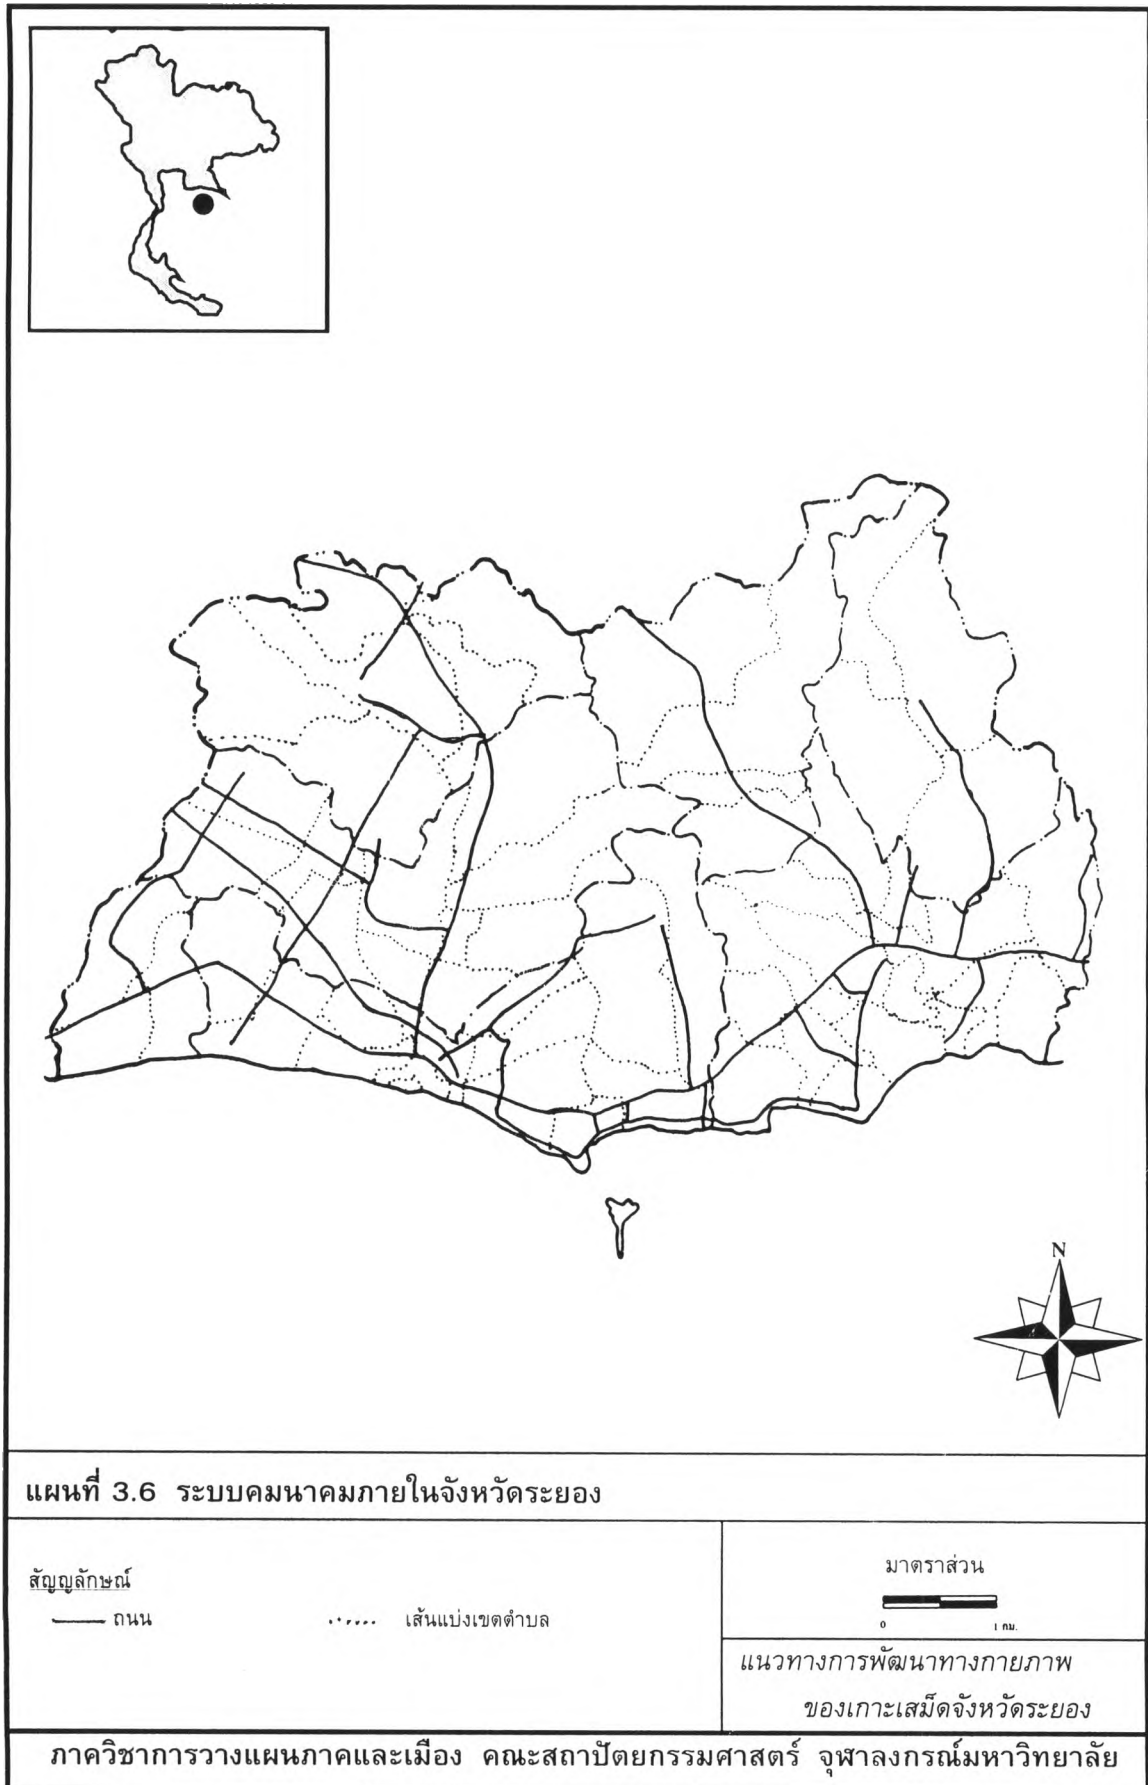 N
แผนที่ 3.6 ระบบคมนาคมภายในจังหวัดระยอง
สัญญลักษณ์
ถนน
เส้นแบ่งเขตตำบล
มาตราส่วน
0 1 กม.
แนวทางการพัฒนาทางกายภาพ
ของเกาะเสม็ดจังหวัดระยอง
ภาควิชาการวางแผนภาคและเมือง คณะสถาปัตยกรรมศาสตร์ จุฬาลงกรณ์มหาวิทยาลัย